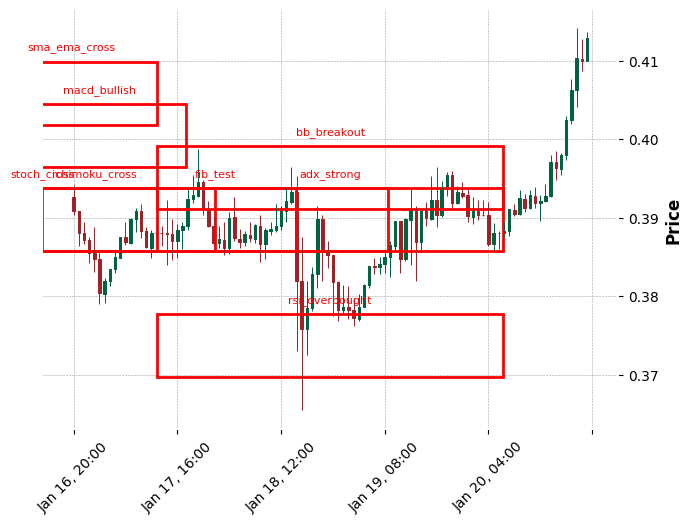 sma_ema_cross
0.41
macd_bullish
bb_breakout
0.40
stoch_cross
ichimoku_cross
fib_test
adx_strong
0.39
Price
rsi_overbought
0.38
0.37
Jan 16, 20:00
Jan 17, 16:00
Jan 18, 12:00
Jan 19, 08:00
Jan 20, 04:00